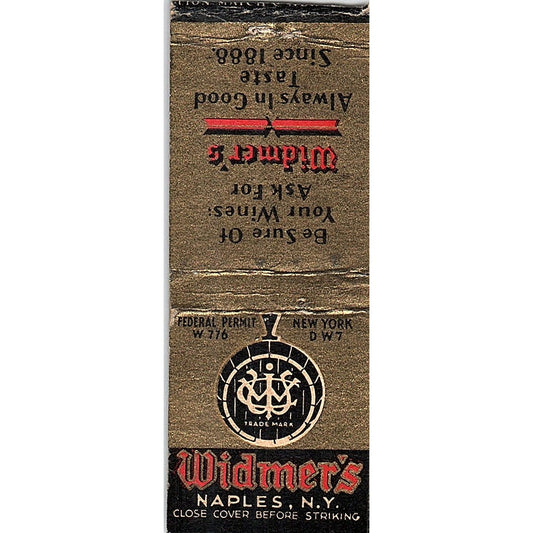 Be Sure Of
Your Wines:
Ask For
Widmer's
Always In Good
Taste
Since 1888.
FEDERAL PERMIT
W 776
NEW YORK
D W 7
TRADE MARK
Widmer's
NAPLES, N.Y.
CLOSE COVER BEFORE STRIKING